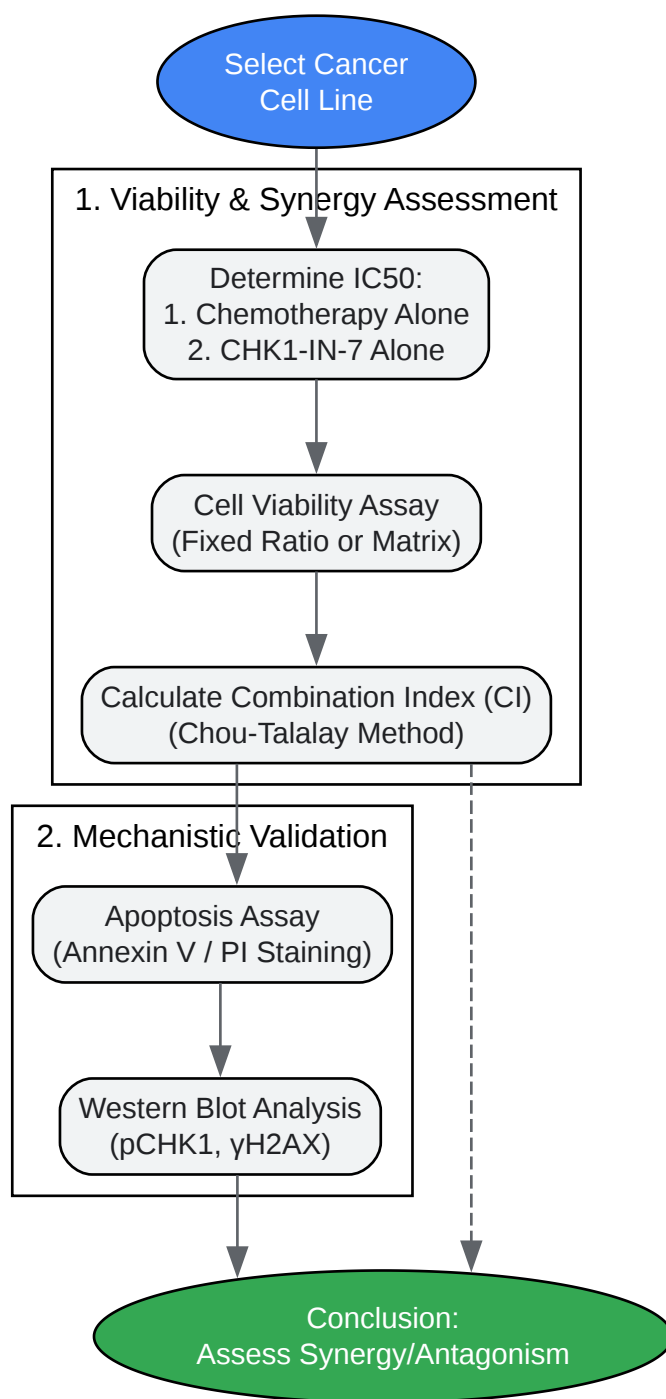 Select Cancer
Cell Line
1. Viability & Synergy Assessment
Determine IC50:
1. Chemotherapy Alone
2. CHK1-IN-7 Alone
Cell Viability Assay
(Fixed Ratio or Matrix)
Calculate Combination Index (CI)
(Chou-Talalay Method)
2. Mechanistic Validation
Apoptosis Assay
(Annexin V / PI Staining)
Western Blot Analysis
(pCHK1, γH2AX)
Conclusion:
Assess Synergy/Antagonism